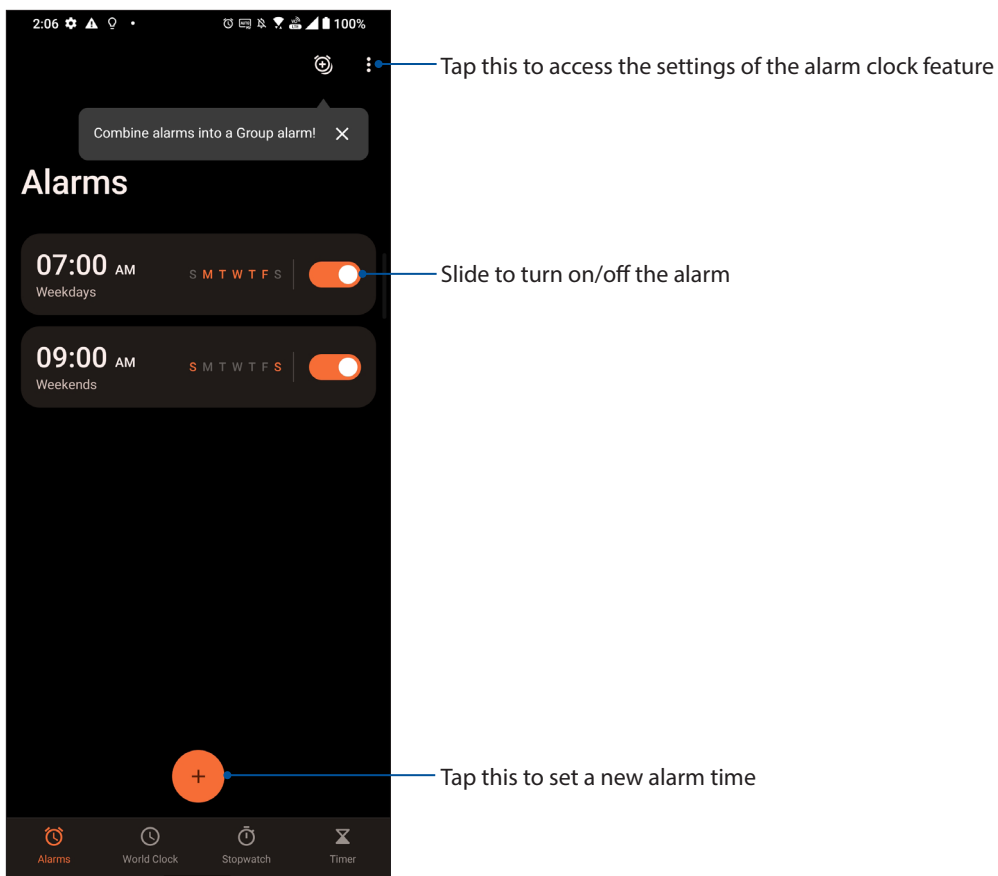 2:06 100%
Tap this to access the settings of the alarm clock feature
Combine alarms into a Group alarm!
Alarms
07:00 AM S M T W T F S
Weekdays
Slide to turn on/off the alarm
09:00 AM S M T W T F S
Weekends
Tap this to set a new alarm time
Alarms World Clock Stopwatch Timer